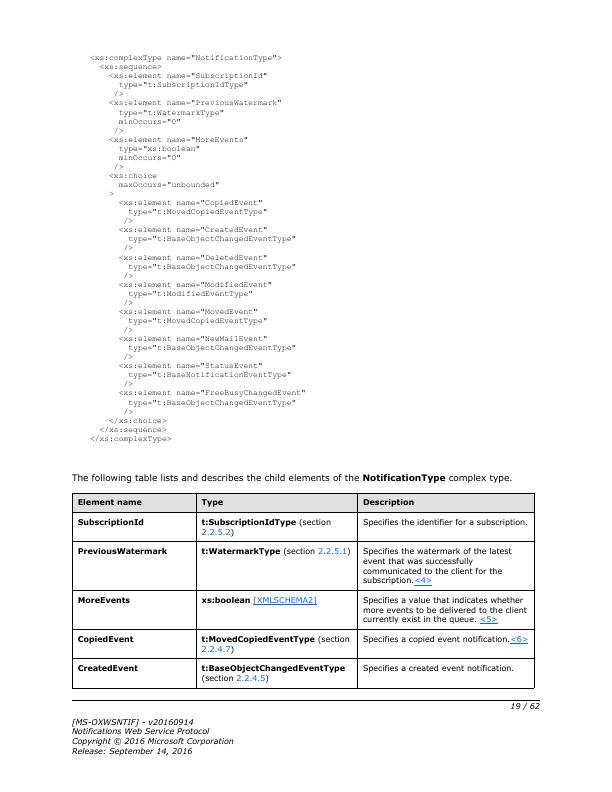 <xs:complexType name="NotificationType">
<xs:sequence>
<xs:element name="SubscriptionId"
type="t:SubscriptionIdType"
/>
<xs:element name="PreviousWatermark"
type="t:WatermarkType"
minOccurs="0"
/>
<xs:element name="MoreEvents"
type="xs:boolean"
minOccurs="0"
/>
<xs:choice
maxOccurs="unbounded"
>
<xs:element name="CopiedEvent"
type="t:MovedCopiedEventType"
/>
<xs:element name="CreatedEvent"
type="t:BaseObjectChangedEventType"
/>
<xs:element name="DeletedEvent"
type="t:BaseObjectChangedEventType"
/>
<xs:element name="ModifiedEvent"
type="t:ModifiedEventType"
/>
<xs:element name="MovedEvent"
type="t:MovedCopiedEventType"
/>
<xs:element name="NewMailEvent"
type="t:BaseObjectChangedEventType"
/>
<xs:element name="StatusEvent"
type="t:BaseNotificationEventType"
/>
<xs:element name="FreeBusyChangedEvent"
type="t:BaseObjectChangedEventType"
/>
</xs:choice>
</xs:sequence>
</xs:complexType>
The following table lists and describes the child elements of the NotificationType complex type.
Element name Type Description
SubscriptionId t:SubscriptionIdType (section Specifies the identifier for a subscription.
2.2.5.2)
PreviousWatermark t:WatermarkType (section 2.2.5.1) Specifies the watermark of the latest
event that was successfully
communicated to the client for the
subscription.<4>
MoreEvents xs:boolean [XMLSCHEMA2] Specifies a value that indicates whether
more events to be delivered to the client
currently exist in the queue. <5>
CopiedEvent t:MovedCopiedEventType (section Specifies a copied event notification.<6>
2.2.4.7)
CreatedEvent t:BaseObjectChangedEventType Specifies a created event notification.
(section 2.2.4.5)
19 / 62
[MS-OXWSNTIF] - v20160914
Notifications Web Service Protocol
Copyright © 2016 Microsoft Corporation
Release: September 14, 2016